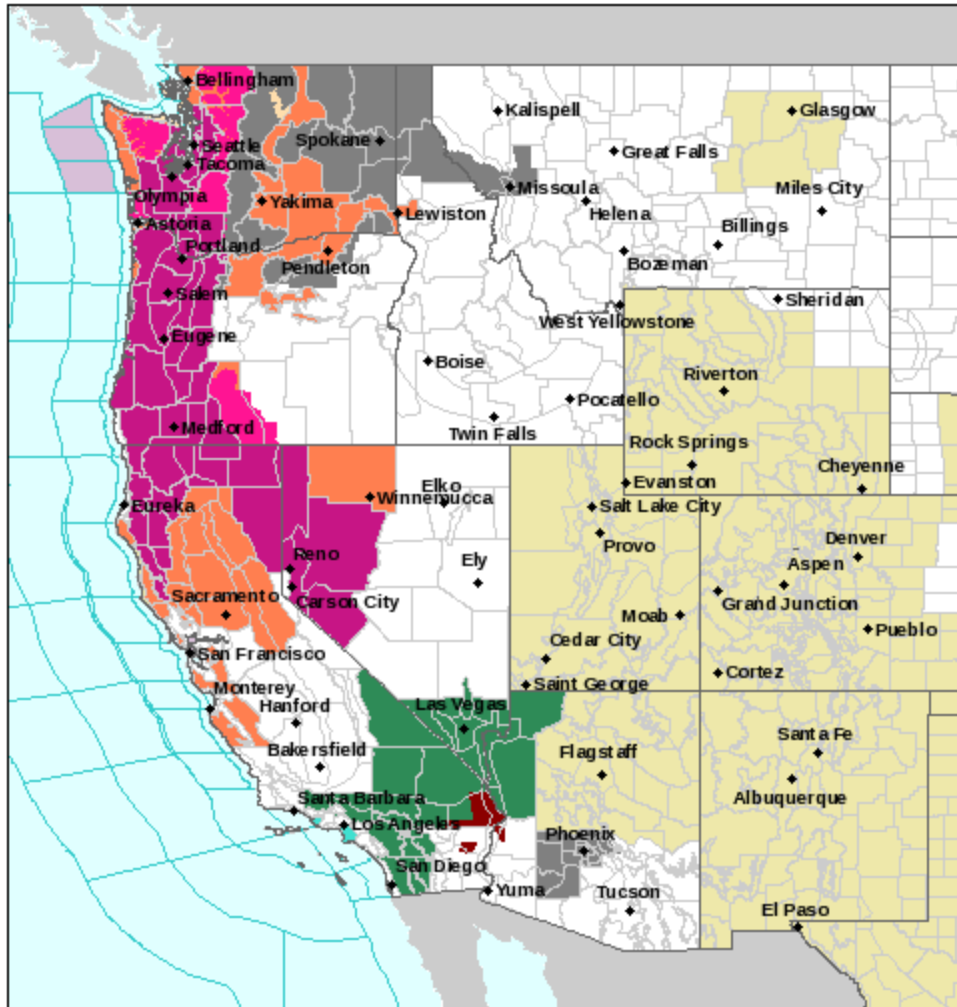 Bellingham
Kalispell
Glasgow
Seattle
Spokane
Great Falls
Tacoma
Missoula
Miles City
Olympia
Yakima
Lewiston
Helena
Astoria
Billings
Portland
Pendleton
Bozeman
Salem
Sheridan
West Yellowstone
Eugene
Boise
Riverton
Pocatello
Medford
Twin Falls
Rock Springs
Cheyenne
Elko
Evanston
Eureka
Winnemucca
Salt Lake City
Provo
Denver
Reno
Ely
Aspen
Sacramento
Carson City
Grand Junction
Moab
Pueblo
Cedar City
San Francisco
Cortez
Monterey
Saint George
Hanford
Las Vegas
Santa Fe
Bakersfield
Flagstaff
Albuquerque
Santa Barbara
Los Angeles
Phoenix
San Diego
Yuma
Tucson
El Paso